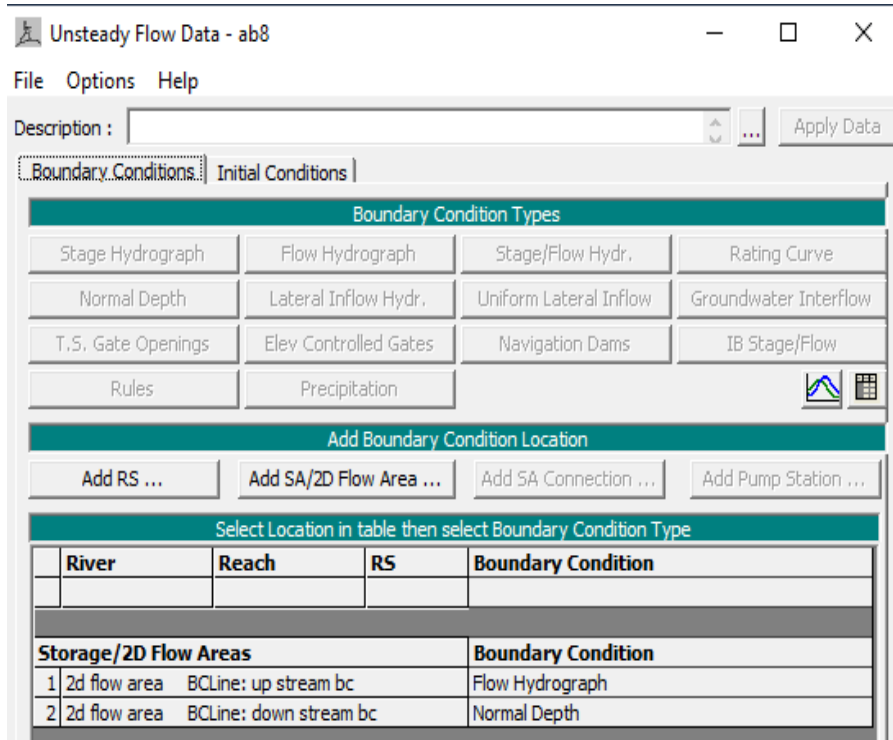 Unsteady Flow Data - ab8
File Options Help
Description : ... Apply Data
Boundary Conditions Initial Conditions
Boundary Condition Types
Stage Hydrograph Flow Hydrograph Stage/Flow Hydr. Rating Curve
Normal Depth Lateral Inflow Hydr. Uniform Lateral Inflow Groundwater Interflow
T.S. Gate Openings Elev Controlled Gates Navigation Dams IB Stage/Flow
Rules Precipitation
Add Boundary Condition Location
Add RS ... Add SA/2D Flow Area ... Add SA Connection ... Add Pump Station ...
Select Location in table then select Boundary Condition Type
River Reach RS Boundary Condition
Storage/2D Flow Areas Boundary Condition
1 2d flow area BCLine: up stream bc Flow Hydrograph
2 2d flow area BCLine: down stream bc Normal Depth